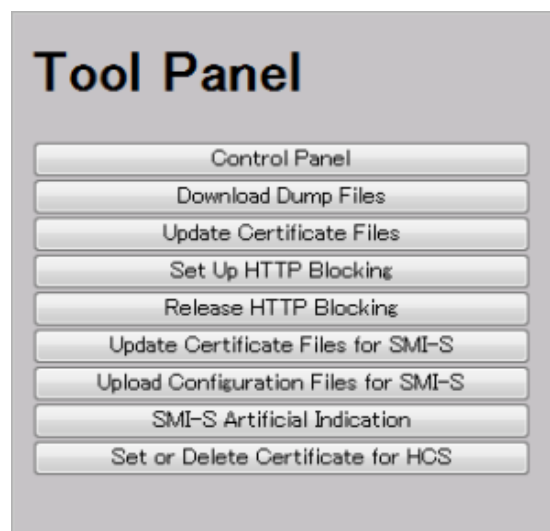 Tool Panel
Control Panel
Download Dump Files
Update Certificate Files
Set Up HTTP Blocking
Release HTTP Blocking
Update Certificate Files for SMI-S
Upload Configuration Files for SMI-S
SMI-S Artificial Indication
Set or Delete Certificate for HCS